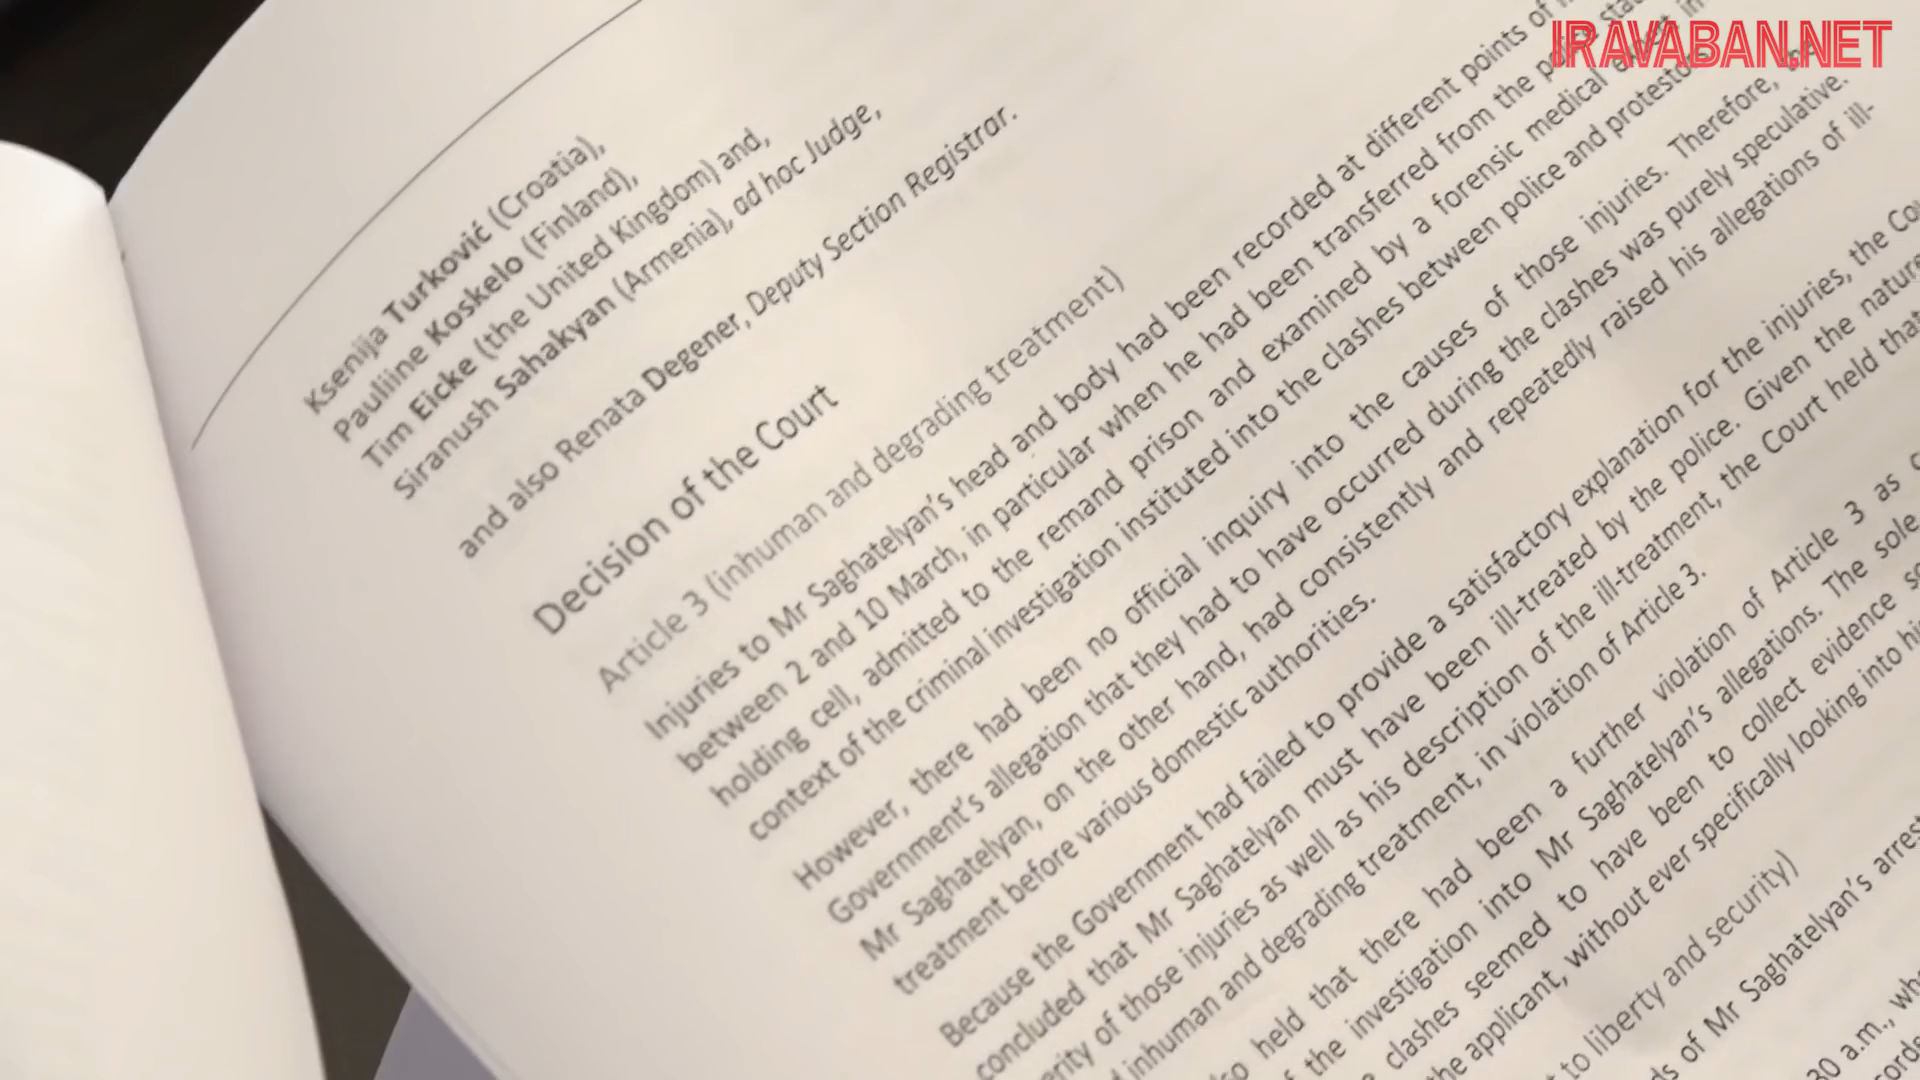 IRAVABAN.NET
Ksenija Turković (Croatia),
Pauliine Koskelo (Finland),
Tim Eicke (the United Kingdom) and,
Siranush Sahakyan (Armenia), ad hoc Judge,
and also Renata Degener, Deputy Section Registrar.
Decision of the Court
Article 3 (inhuman and degrading treatment)
Injuries to Mr Saghatelyan's head and body had been recorded at different points of
between 2 and 10 March, in particular when he had been transferred from the
holding cell, admitted to the remand prison and examined by a forensic medical
context of the criminal investigation instituted into the clashes between police and
However, there had been no official inquiry into the causes of those injuries. Therefore,
Government's allegation that they had to have occurred during the clashes was purely speculative.
Mr Saghatelyan, on the other hand, had consistently and repeatedly raised his allegations of ill-
treatment before various domestic authorities.
Because the Government had failed to provide a satisfactory explanation for the injuries, the
concluded that Mr Saghatelyan must have been ill-treated by the police. Given the
of those injuries as well as his description of the ill-treatment, the Court held
inhuman and degrading treatment, in violation of Article 3.
held that there had been a further violation of Article 3 as
the investigation into Mr Saghatelyan's allegations. The sole
clashes seemed to have been to collect evidence
the applicant, without ever specifically looking into
to liberty and security)
of Mr Saghatelyan's
a.m.,